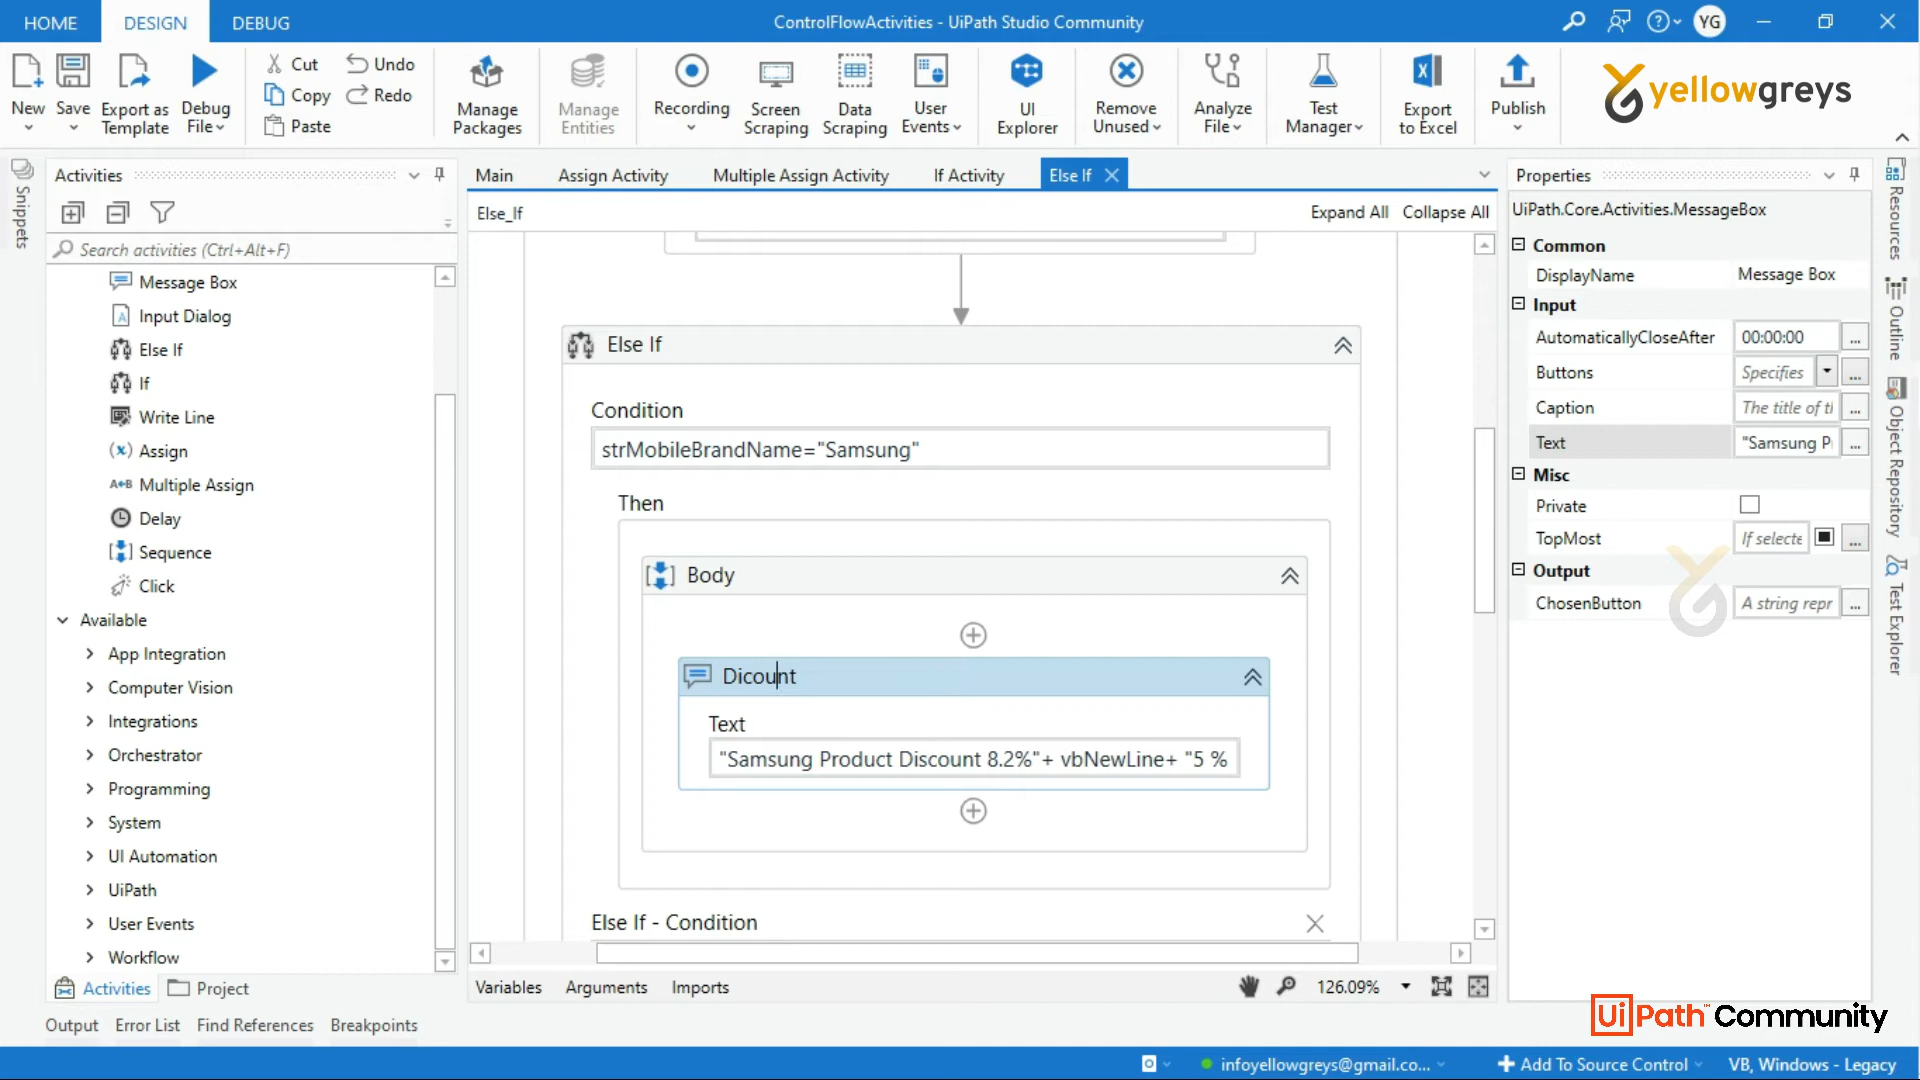 HOME DESIGN DEBUG ControlFlowActivities - UiPath Studio Community YG
New Save Export as Template Debug File Cut Copy Paste Undo Redo Manage Packages Manage Entities Recording Screen Scraping Data Scraping User Events UI Explorer Remove Unused Analyze File Test Manager Export to Excel Publish yellowgreys
Snippets
Activities
Search activities (Ctrl+Alt+F)
Message Box
Input Dialog
Else If
If
Write Line
Assign
Multiple Assign
Delay
Sequence
Click
Available
App Integration
Computer Vision
Integrations
Orchestrator
Programming
System
UI Automation
UiPath
User Events
Workflow
Activities Project
Main Assign Activity Multiple Assign Activity If Activity Else If
Else_If Expand All Collapse All
Else If
Condition
strMobileBrandName="Samsung"
Then
Body
Dicount
Text
"Samsung Product Discount 8.2%"+ vbNewLine+ "5 %
Else If - Condition
Variables Arguments Imports 126.09%
Properties
UiPath.Core.Activities.MessageBox
Common
DisplayName Message Box
Input
AutomaticallyCloseAfter 00:00:00 ...
Buttons Specifies ...
Caption The title of tl ...
Text "Samsung P ...
Misc
Private
TopMost If selecte ...
Output
ChosenButton A string repr ...
Resources
Outline
Object Repository
Test Explorer
Output Error List Find References Breakpoints
UiPath™ Community
infoyellowgreys@gmail.co... Add To Source Control VB, Windows - Legacy